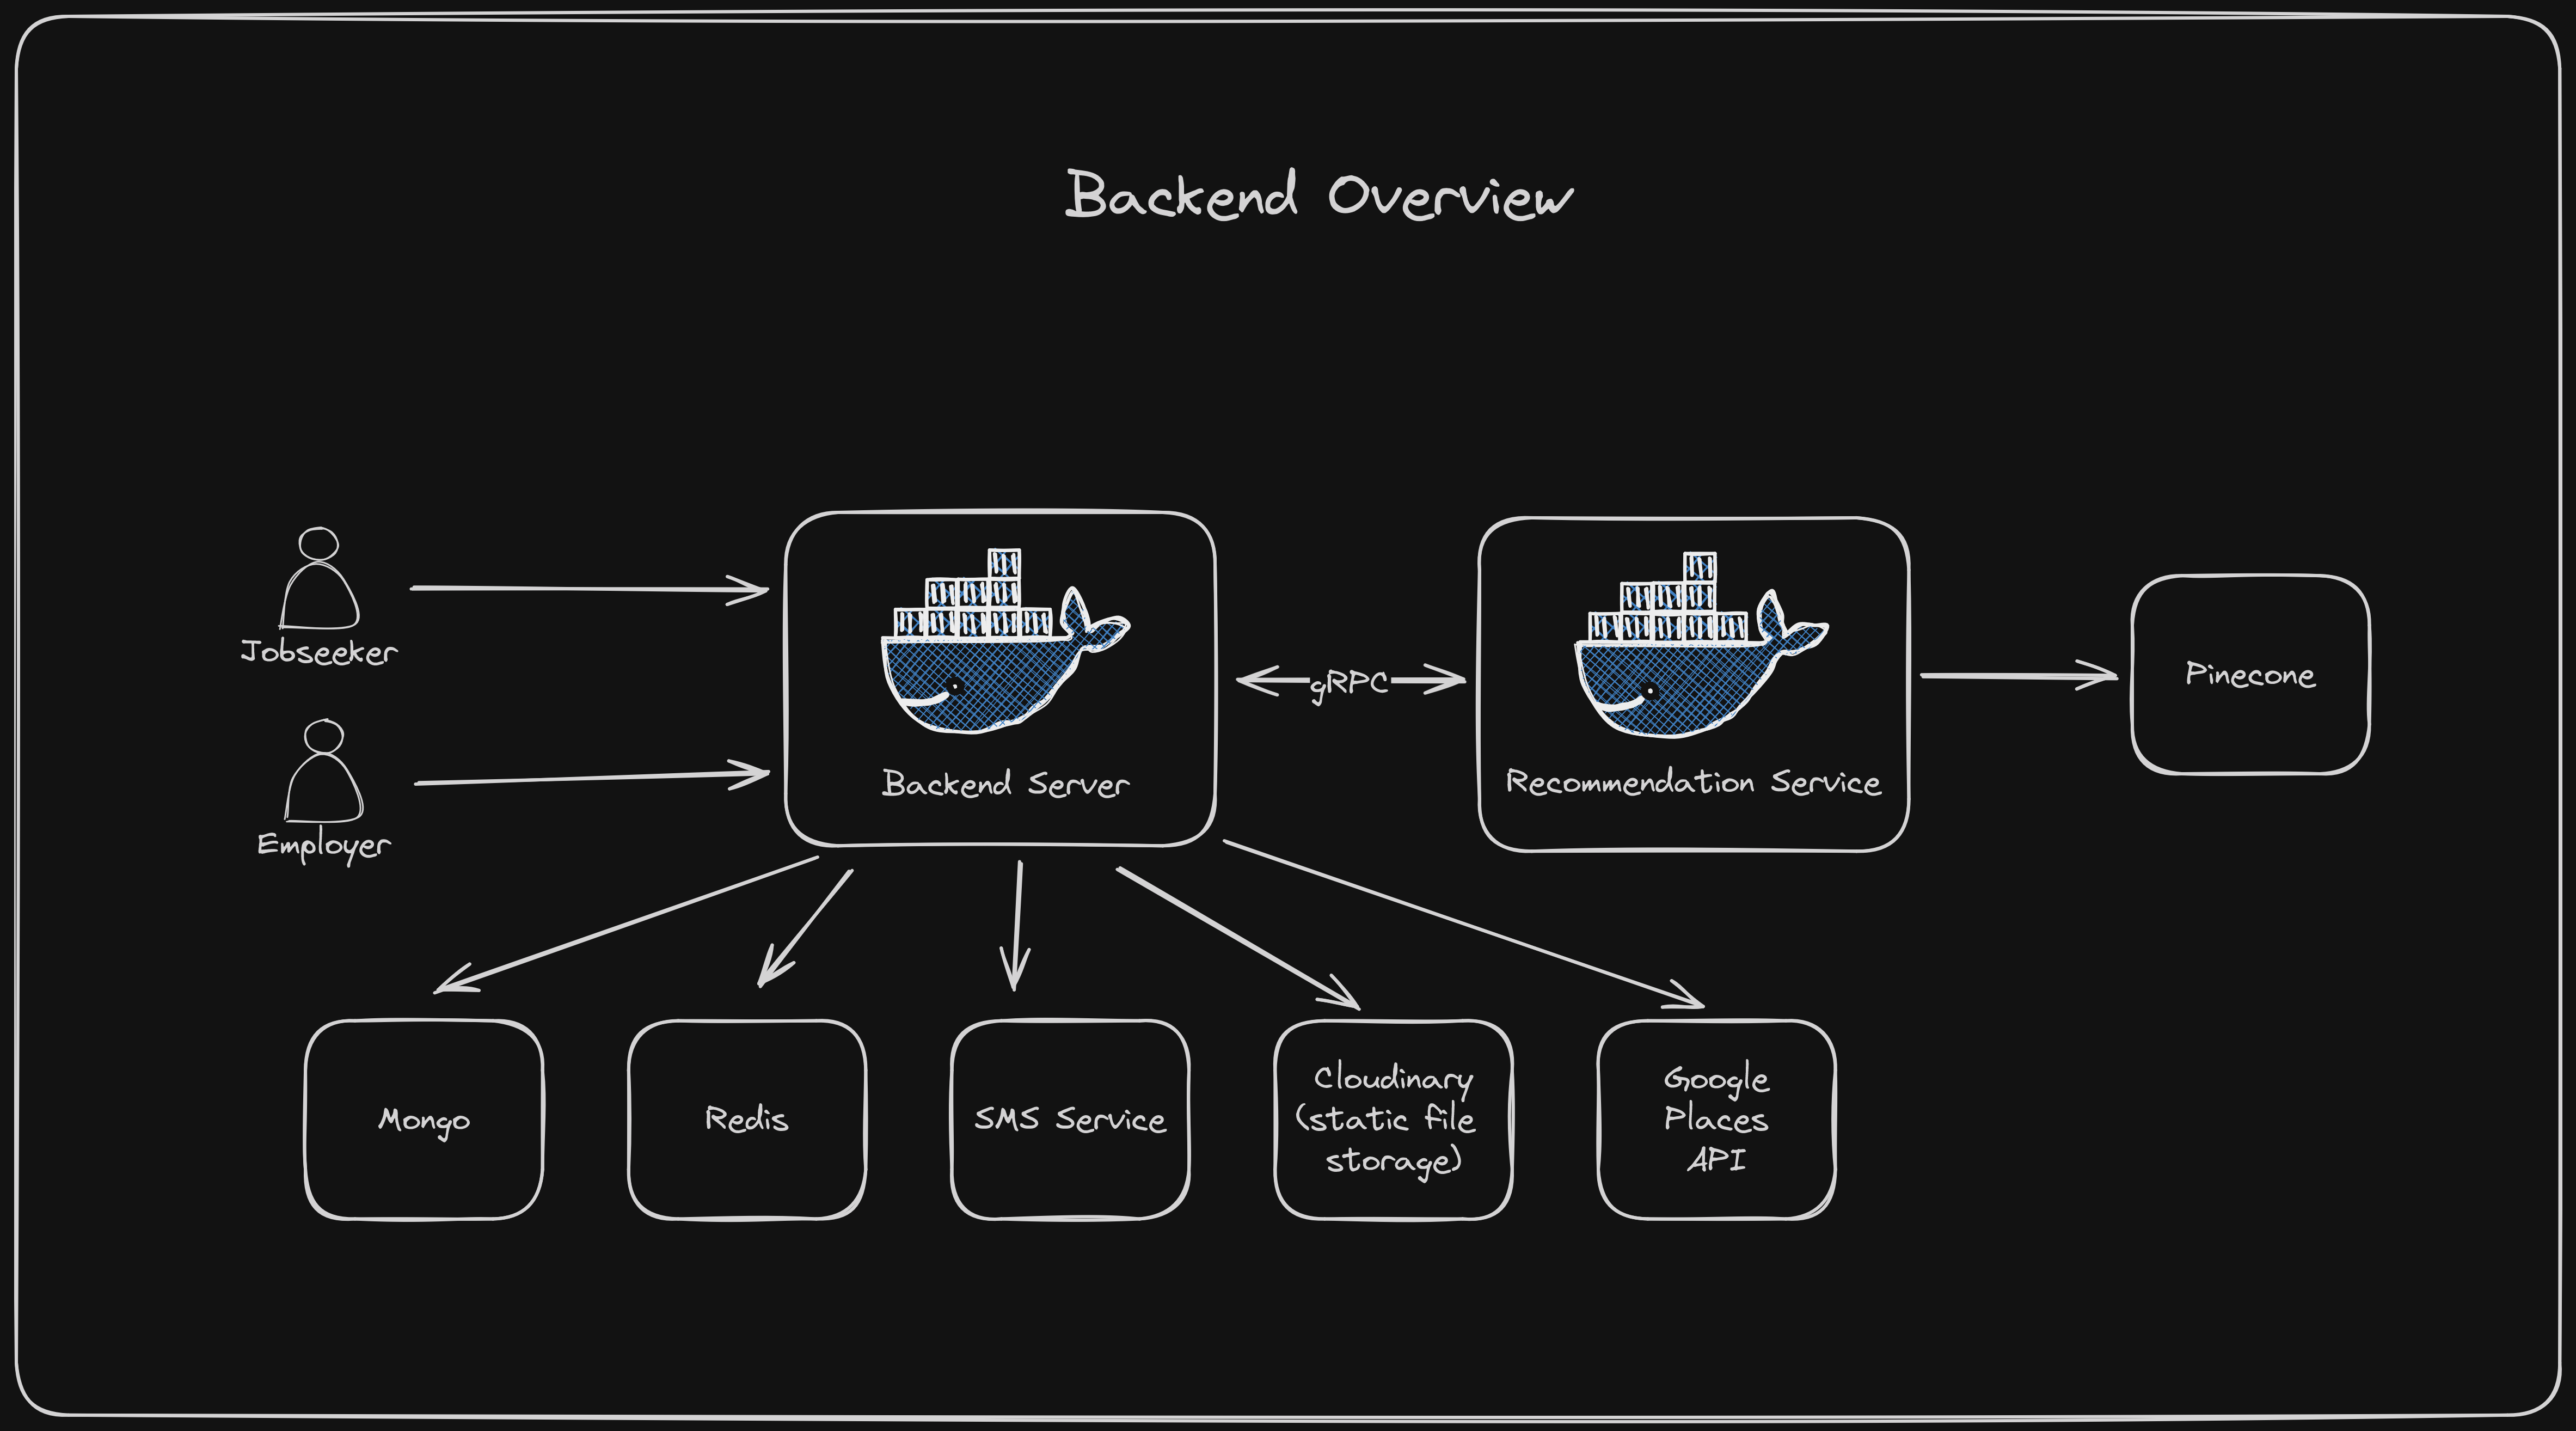 Backend Overview
Jobseeker
Employer
Backend Server
gRPC
Recommendation Service
Pinecone
Mongo
Redis
SMS Service
Cloudinary
(static file
storage)
Google
Places
API